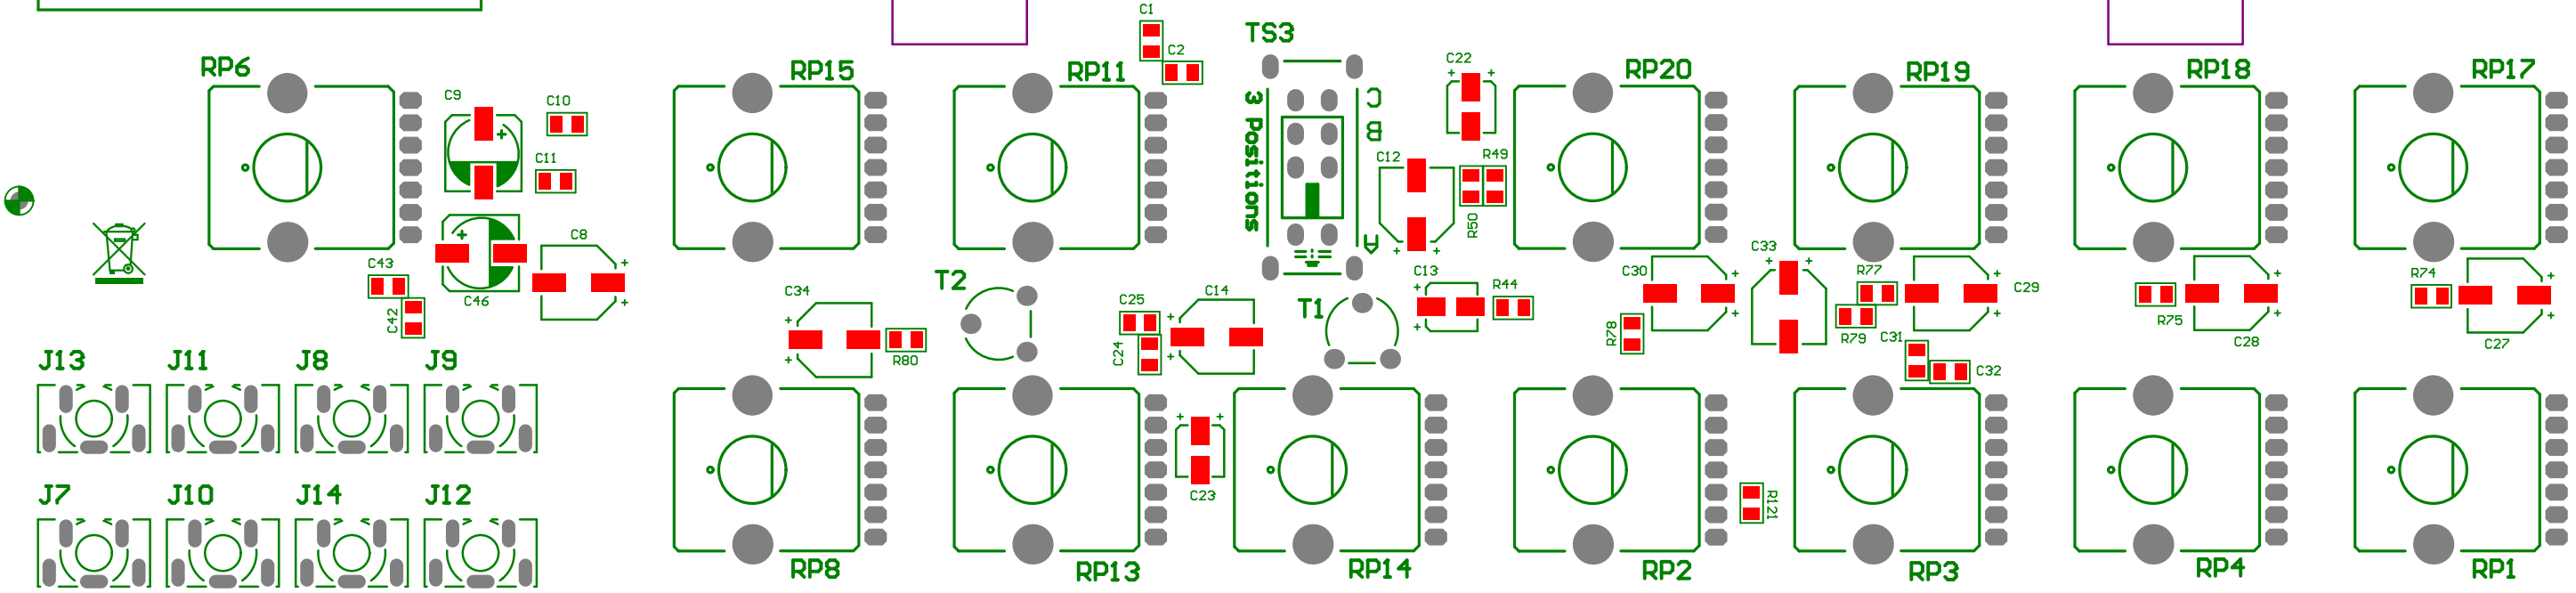 C1
C2
TS3
RP6
RP15
RP11
C22
RP20
RP19
RP18
RP17
C9
C10
C11
3 Positions
C
B
A
C12
R49
R50
C8
C43
C42
C46
C34
T2
R80
C25
C24
C14
T1
C13
R44
C30
R78
C33
R77
R79
C29
C31
C32
R75
C28
R74
C27
J13
J11
J8
J9
C23
R121
J7
J10
J14
J12
RP8
RP13
RP14
RP2
RP3
RP4
RP1